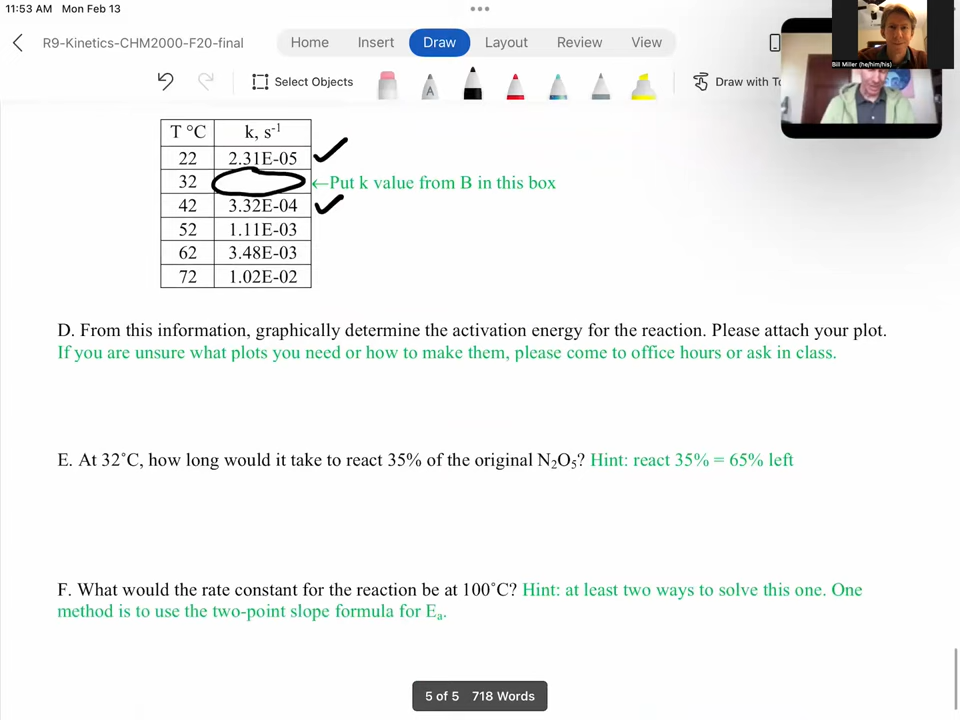 11:53 AM Mon Feb 13
R9-Kinetics-CHM2000-F20-final
Home Insert Draw Layout Review View
Bill Miller (he/him/his)
Select Objects
A
Draw with To
T °C k, s-1
22 2.31E-05
32 ←Put k value from B in this box
42 3.32E-04
52 1.11E-03
62 3.48E-03
72 1.02E-02
D. From this information, graphically determine the activation energy for the reaction. Please attach your plot.
If you are unsure what plots you need or how to make them, please come to office hours or ask in class.
E. At 32˚C, how long would it take to react 35% of the original N2O5? Hint: react 35% = 65% left
F. What would the rate constant for the reaction be at 100˚C? Hint: at least two ways to solve this one. One
method is to use the two-point slope formula for Ea.
5 of 5 718 Words